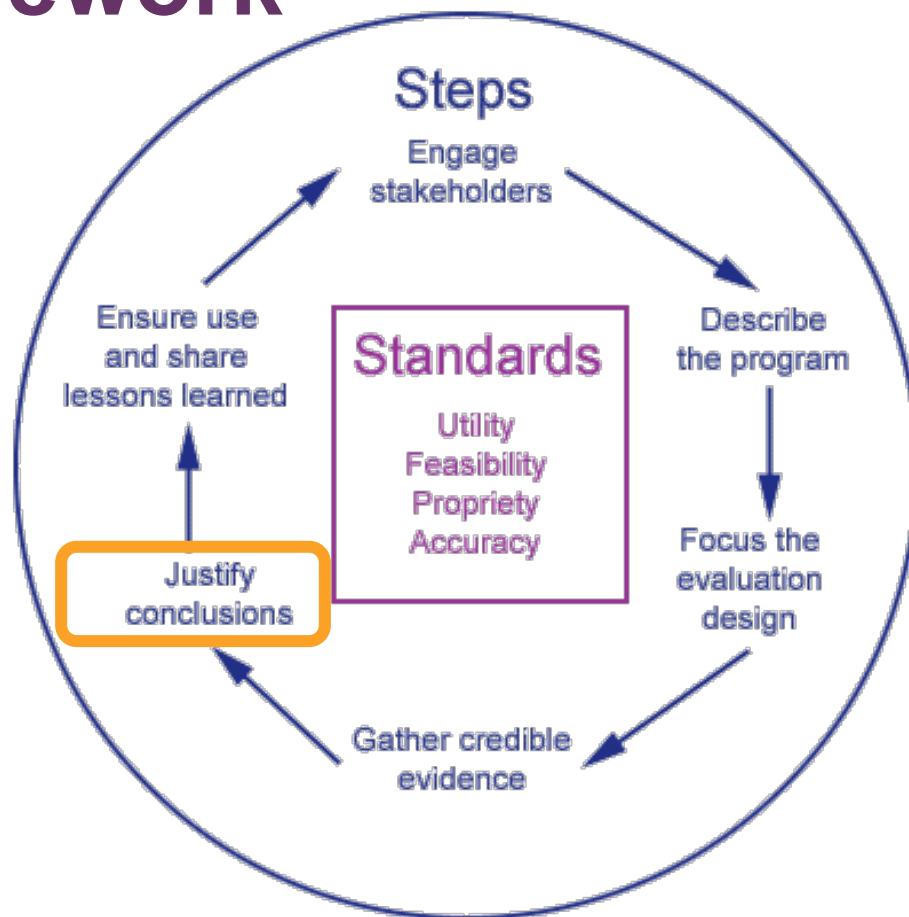 Steps
Engage
stakeholders
Describe
the program
Focus the
evaluation
design
Gather credible
evidence
Justify
conclusions
Ensure use
and share
lessons learned
Standards
Utility
Feasibility
Propriety
Accuracy